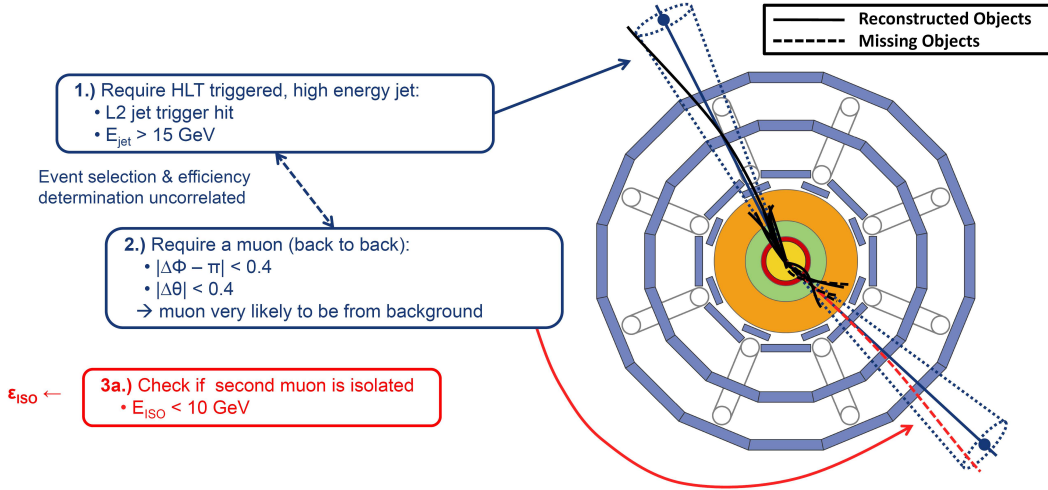 Reconstructed Objects
Missing Objects
1.) Require HLT triggered, high energy jet:
• L2 jet trigger hit
• E_jet > 15 GeV
Event selection & efficiency
determination uncorrelated
2.) Require a muon (back to back):
• |ΔΦ – π| < 0.4
• |Δθ| < 0.4
→ muon very likely to be from background
ε_ISO ←
3a.) Check if second muon is isolated
• E_ISO < 10 GeV